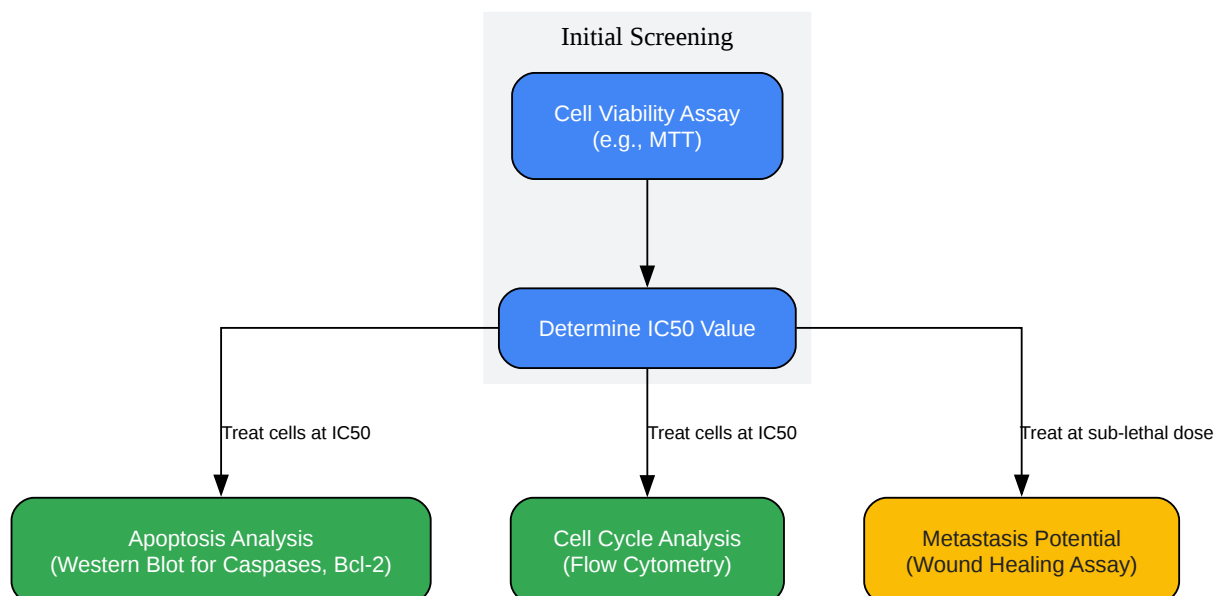 Initial Screening
Cell Viability Assay
(e.g., MTT)
Determine IC50 Value
Treat cells at IC50
Treat cells at IC50
Treat at sub-lethal dose
Apoptosis Analysis
(Western Blot for Caspases, Bcl-2)
Cell Cycle Analysis
(Flow Cytometry)
Metastasis Potential
(Wound Healing Assay)